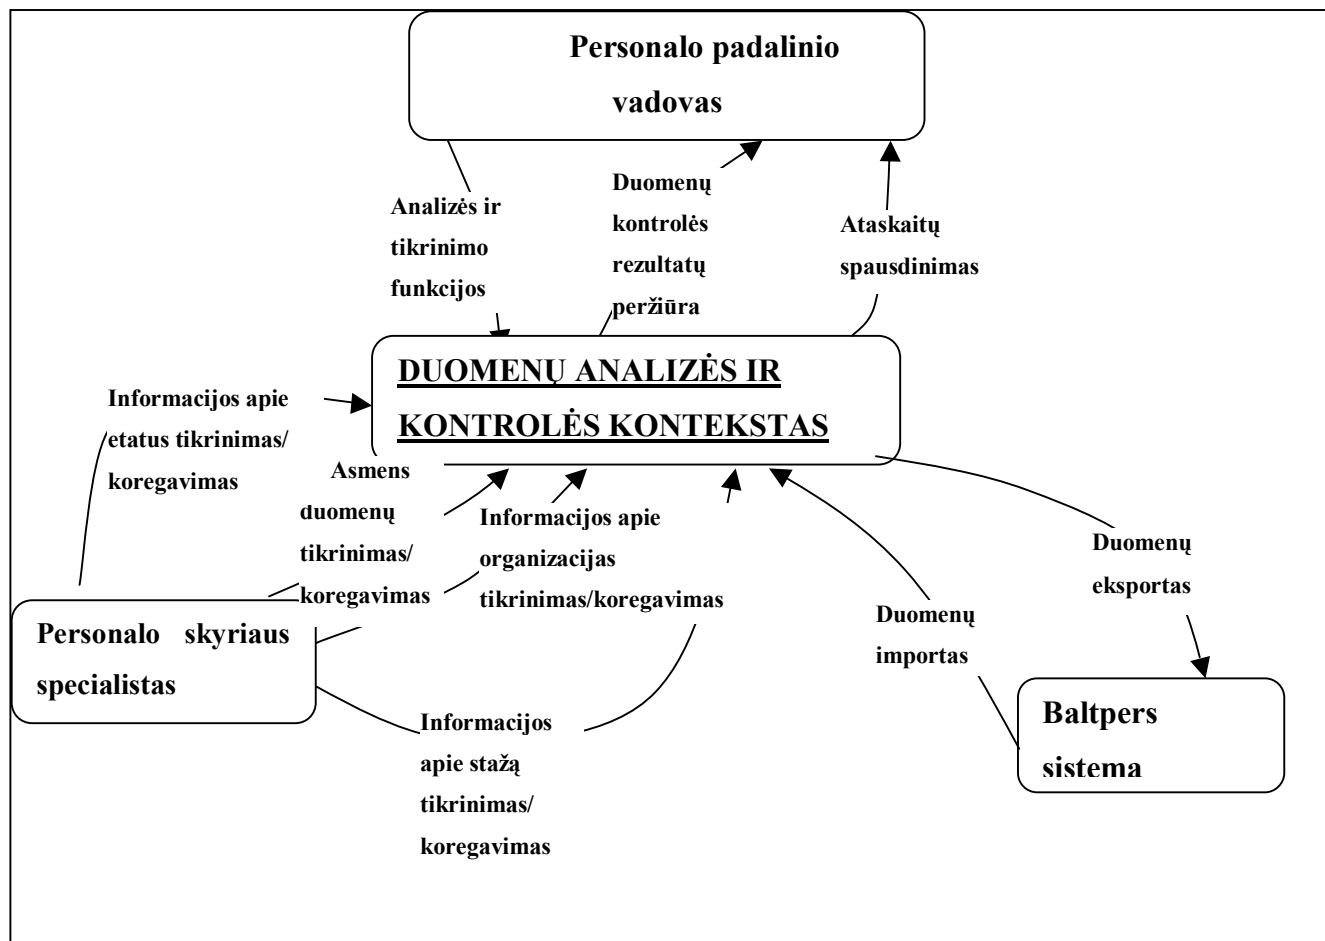 Personalo padalinio
vadovas
Analizės ir
tikrinimo
funkcijos
Duomenų
kontrolės
rezultatų
peržiūra
Ataskaitų
spausdinimas
DUOMENŲ ANALIZĖS IR
KONTROLĖS KONTEKSTAS
Informacijos apie
etatus tikrinimas/
koregavimas
Asmens
duomenų
tikrinimas/
koregavimas
Informacijos apie
organizacijas
tikrinimas/koregavimas
Duomenų
eksportas
Duomenų
importas
Personalo skyriaus
specialistas
Informacijos
apie stažą
tikrinimas/
koregavimas
Baltpers
sistema